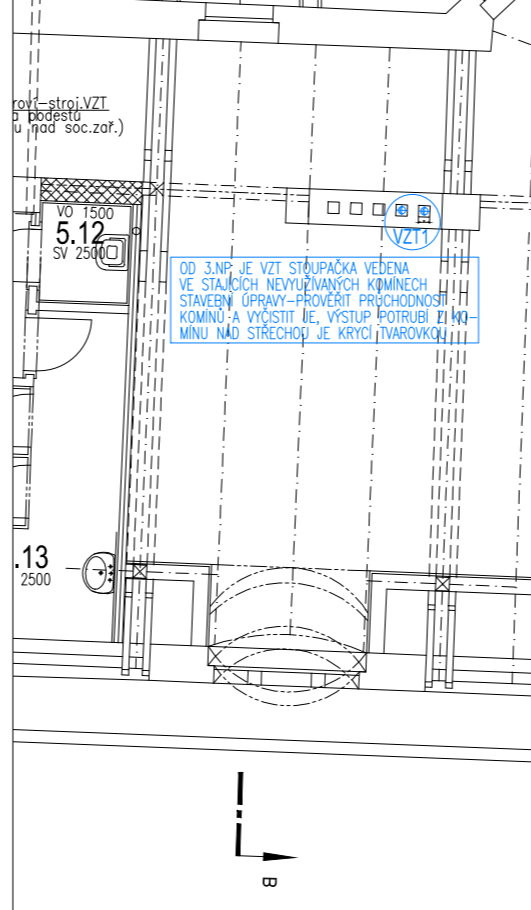 roví-stroj.VZT
a podestu
u nad soc.zař.)
VO 1500
5.12
SV 2500
VZT1
OD 3.NP JE VZT STOUPAČKA VEDENA
VE STAJÍCÍCH NEVYUŽÍVANÝCH KOMÍNECH
STAVEBNÍ ÚPRAVY-PROVĚŘIT PRŮCHODNOST
KOMÍNŮ A VYČISTIT JE, VÝSTUP POTRUBÍ Z KO-
MÍNU NAD STŘECHOU JE KRYCÍ TVAROVKOU
.13
2500
B